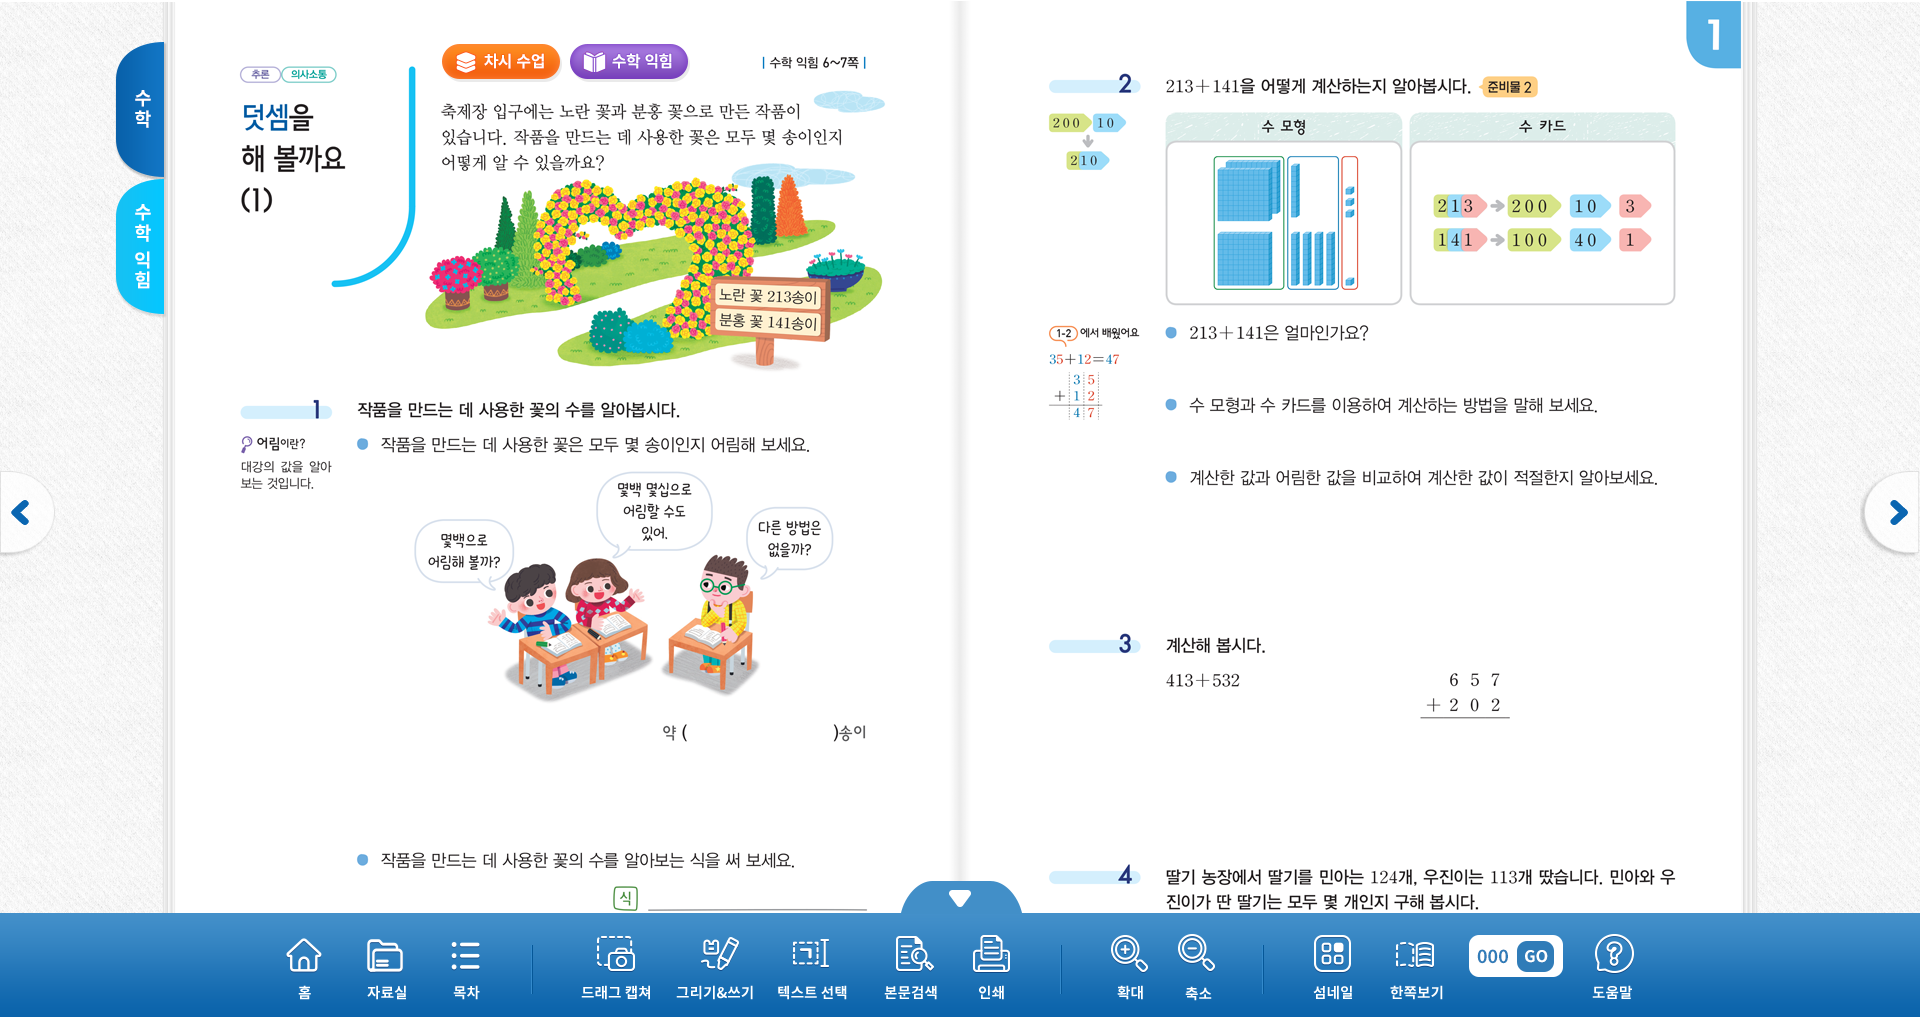 수학
수학 익힘
추론 의사소통
덧셈을
해 볼까요
(1)
차시 수업
수학 익힘
수학 익힘 6~7쪽
축제장 입구에는 노란 꽃과 분홍 꽃으로 만든 작품이
있습니다. 작품을 만드는 데 사용한 꽃은 모두 몇 송이인지
어떻게 알 수 있을까요?
노란 꽃 213송이
분홍 꽃 141송이
1
작품을 만드는 데 사용한 꽃의 수를 알아봅시다.
어림이란?
대강의 값을 알아
보는 것입니다.
작품을 만드는 데 사용한 꽃은 모두 몇 송이인지 어림해 보세요.
몇백으로
어림해 볼까?
몇백 몇십으로
어림할 수도
있어.
다른 방법은
없을까?
약 ( )송이
작품을 만드는 데 사용한 꽃의 수를 알아보는 식을 써 보세요.
식
1
2
213+141을 어떻게 계산하는지 알아봅시다. 준비물 2
200 10
210
수 모형
수 카드
213 200 10 3
141 100 40 1
1-2 에서 배웠어요
35+12=47
3 5
+ 1 2
4 7
213+141은 얼마인가요?
수 모형과 수 카드를 이용하여 계산하는 방법을 말해 보세요.
계산한 값과 어림한 값을 비교하여 계산한 값이 적절한지 알아보세요.
3
계산해 봅시다.
413+532
6 5 7
+ 2 0 2
4
딸기 농장에서 딸기를 민아는 124개, 우진이는 113개 땄습니다. 민아와 우
진이가 딴 딸기는 모두 몇 개인지 구해 봅시다.
홈
자료실
목차
드래그 캡쳐
그리기&쓰기
텍스트 선택
본문검색
인쇄
확대
축소
섬네일
한쪽보기
000 GO
도움말